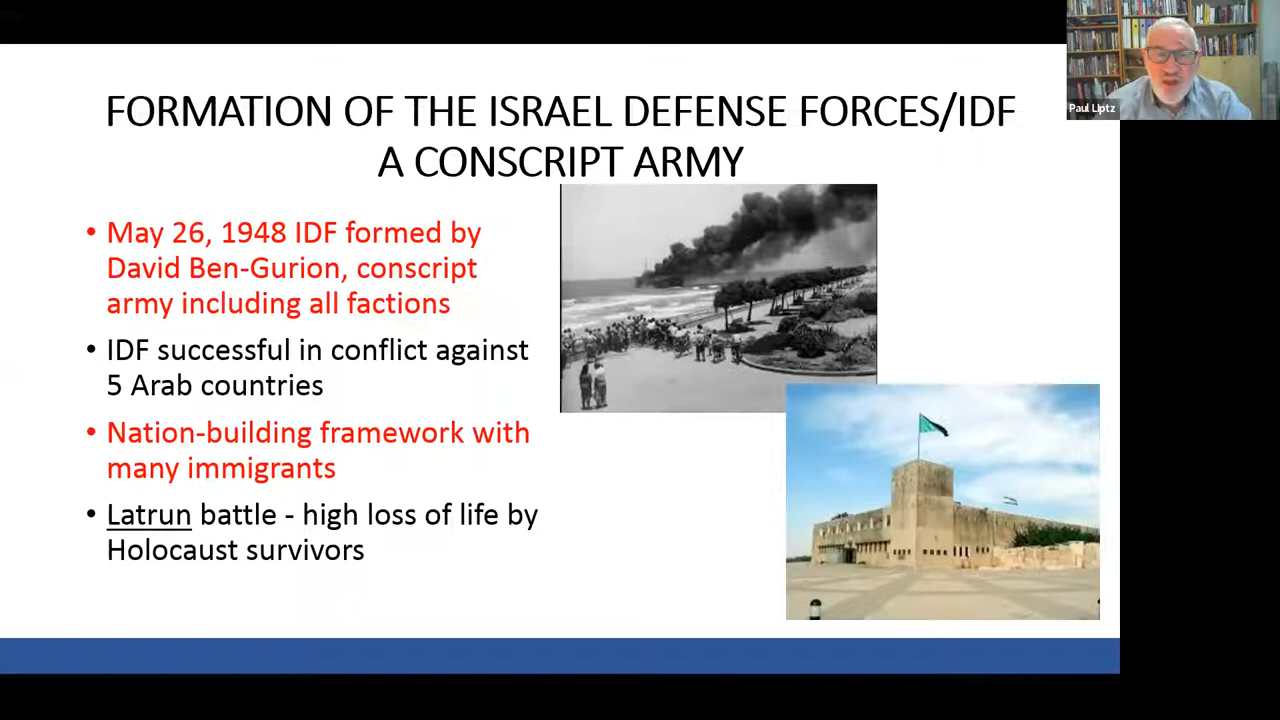 Paul Liptz
FORMATION OF THE ISRAEL DEFENSE FORCES/IDF
A CONSCRIPT ARMY
• May 26, 1948 IDF formed by
David Ben-Gurion, conscript
army including all factions
• IDF successful in conflict against
5 Arab countries
• Nation-building framework with
many immigrants
• Latrun battle - high loss of life by
Holocaust survivors